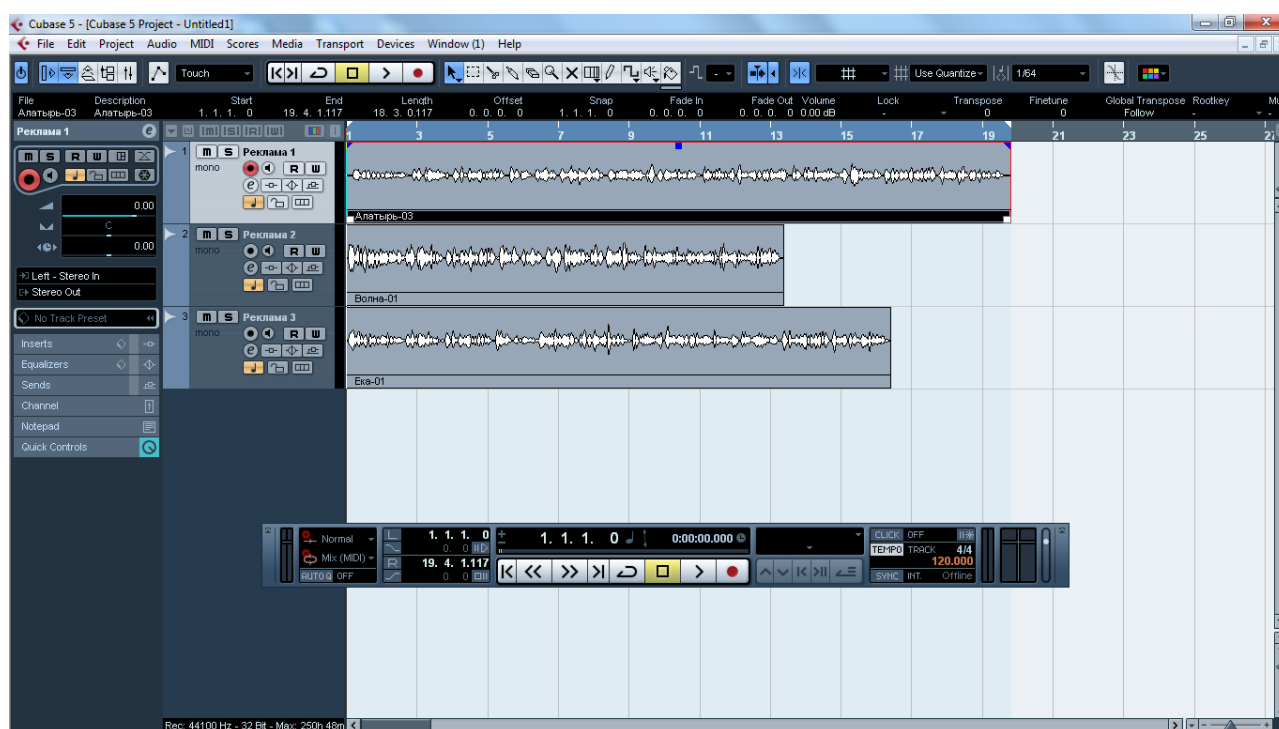 Cubase 5 - [Cubase 5 Project - Untitled1]
File Edit Project Audio MIDI Scores Media Transport Devices Window (1) Help
Touch Use Quantize 1/64
File Description Start End Length Offset Snap Fade In Fade Out Volume Lock Transpose Finetune Global Transpose Rootkey
Алатырь-03 Алатырь-03 1. 1. 1. 0 19. 4. 1.117 18. 3. 0.117 0. 0. 0. 0 1. 1. 1. 0 0. 0. 0. 0 0. 0. 0. 0 0.00 dB - 0 0 Follow -
Реклама 1 e m S R W 1 3 5 7 9 11 13 15 17 19 21 23 25 27
m S R W
1 m S Реклама 1
mono R W
e
0.00
C
0.00
Алатырь-03
2 m S Реклама 2
mono R W
e
Left - Stereo In
Stereo Out
Волна-01
No Track Preset
3 m S Реклама 3
mono R W
e
Inserts
Equalizers
Sends
Channel
Notepad
Quick Controls
Ека-01
Normal L 1. 1. 1. 0 1. 1. 1. 0 0:00:00.000 CLICK OFF
Mix (MIDI) 0. 0 TEMPO TRACK 4/4
R 19. 4. 1.117 120.000
AUTO Q OFF 0. 0 SYNC INT. Offline
Rec: 44100 Hz - 32 Bit - Max: 250h 48m